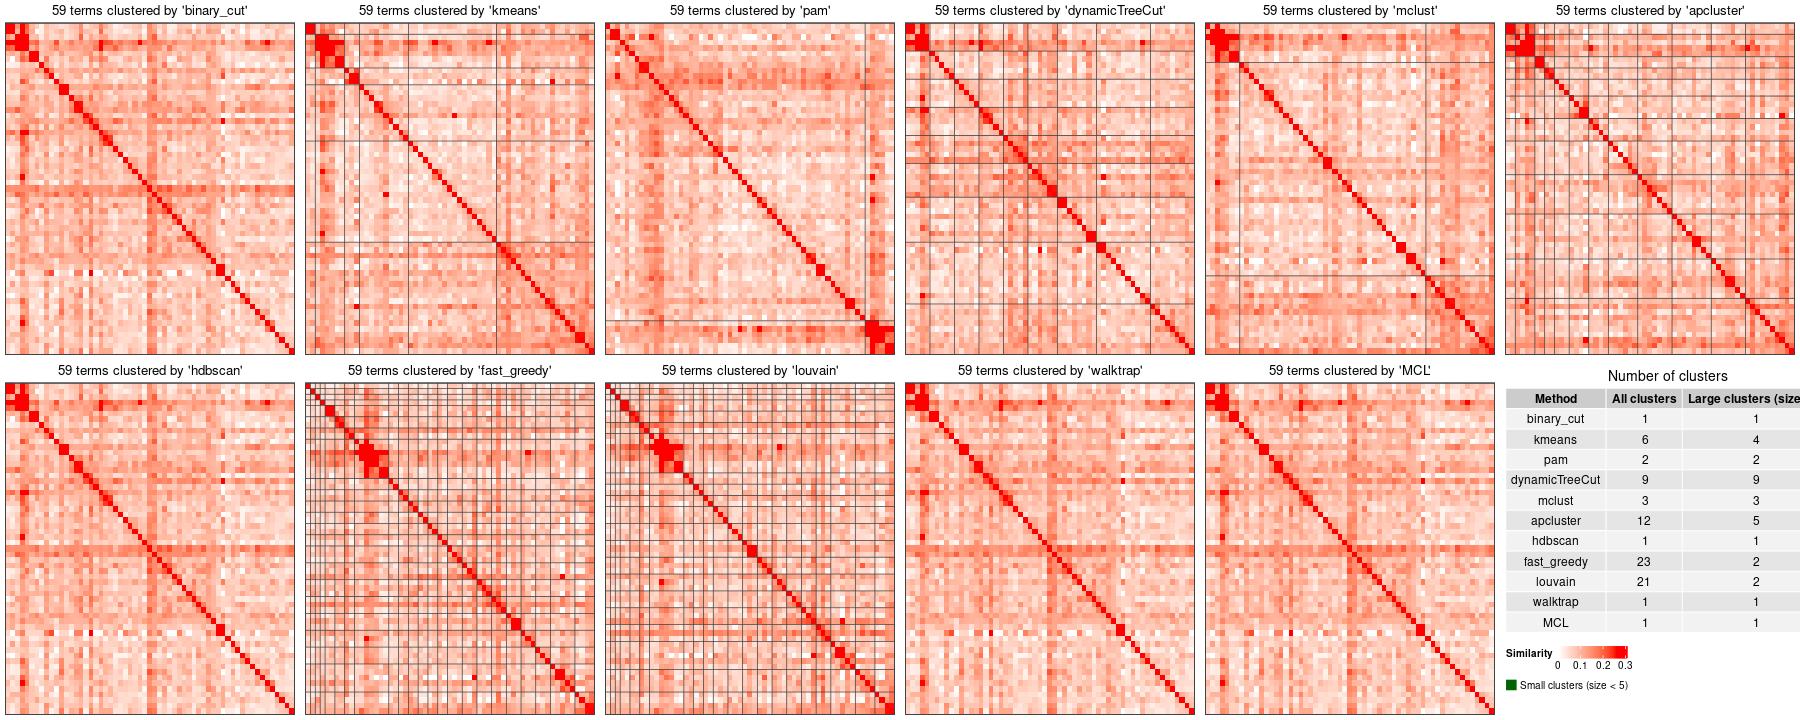 59 terms clustered by 'binary_cut'
59 terms clustered by 'kmeans'
59 terms clustered by 'pam'
59 terms clustered by 'dynamicTreeCut'
59 terms clustered by 'mclust'
59 terms clustered by 'apcluster'
59 terms clustered by 'hdbscan'
59 terms clustered by 'fast_greedy'
59 terms clustered by 'louvain'
59 terms clustered by 'walktrap'
59 terms clustered by 'MCL'
Number of clusters
Method All clusters Large clusters (size
binary_cut 1 1
kmeans 6 4
pam 2 2
dynamicTreeCut 9 9
mclust 3 3
apcluster 12 5
hdbscan 1 1
fast_greedy 23 2
louvain 21 2
walktrap 1 1
MCL 1 1
Similarity
0 0.1 0.2 0.3
Small clusters (size < 5)